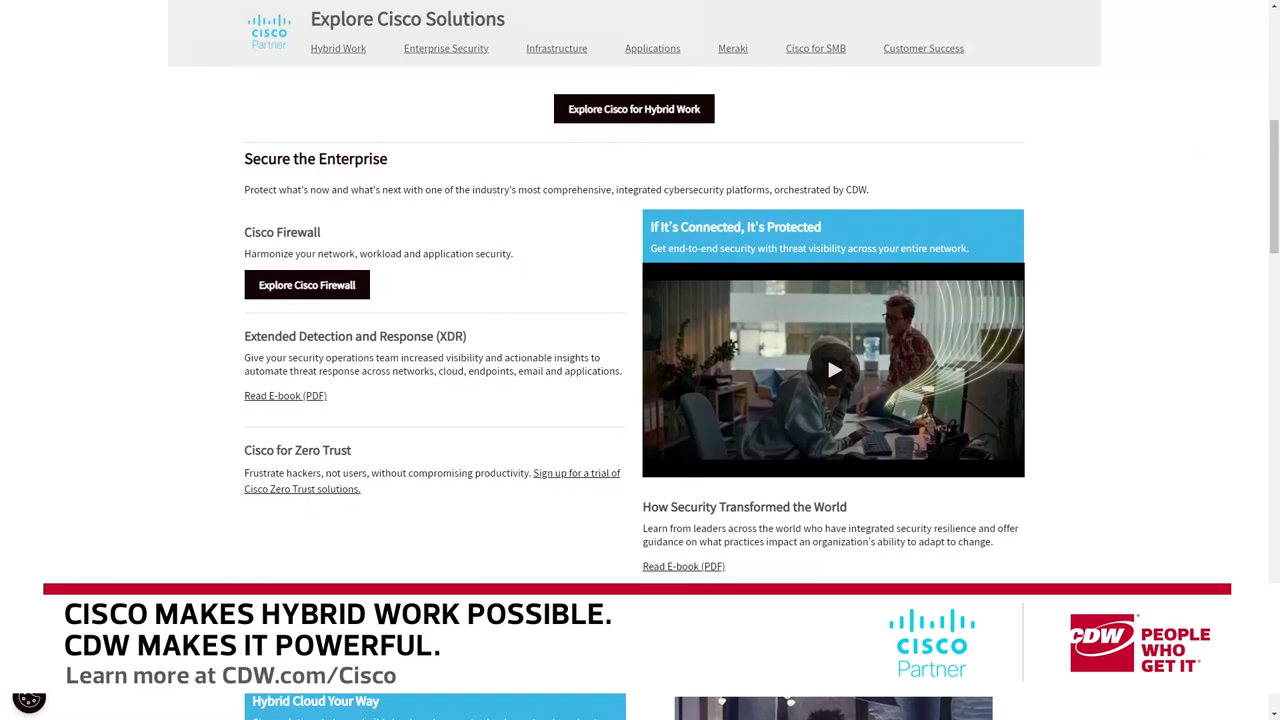 CISCO
Partner
Explore Cisco Solutions
Hybrid Work
Enterprise Security
Infrastructure
Applications
Meraki
Cisco for SMB
Customer Success
Explore Cisco for Hybrid Work
Secure the Enterprise
Protect what's now and what's next with one of the industry's most comprehensive, integrated cybersecurity platforms, orchestrated by CDW.
Cisco Firewall
Harmonize your network, workload and application security.
Explore Cisco Firewall
Extended Detection and Response (XDR)
Give your security operations team increased visibility and actionable insights to
automate threat response across networks, cloud, endpoints, email and applications.
Read E-book (PDF)
Cisco for Zero Trust
Frustrate hackers, not users, without compromising productivity. Sign up for a trial of
Cisco Zero Trust solutions.
If It's Connected, It's Protected
Get end-to-end security with threat visibility across your entire network.
How Security Transformed the World
Learn from leaders across the world who have integrated security resilience and offer
guidance on what practices impact an organization's ability to adapt to change.
Read E-book (PDF)
CISCO MAKES HYBRID WORK POSSIBLE.
CDW MAKES IT POWERFUL.
Learn more at CDW.com/Cisco
CISCO
Partner
CDW
PEOPLE
WHO
GET IT
Hybrid Cloud Your Way